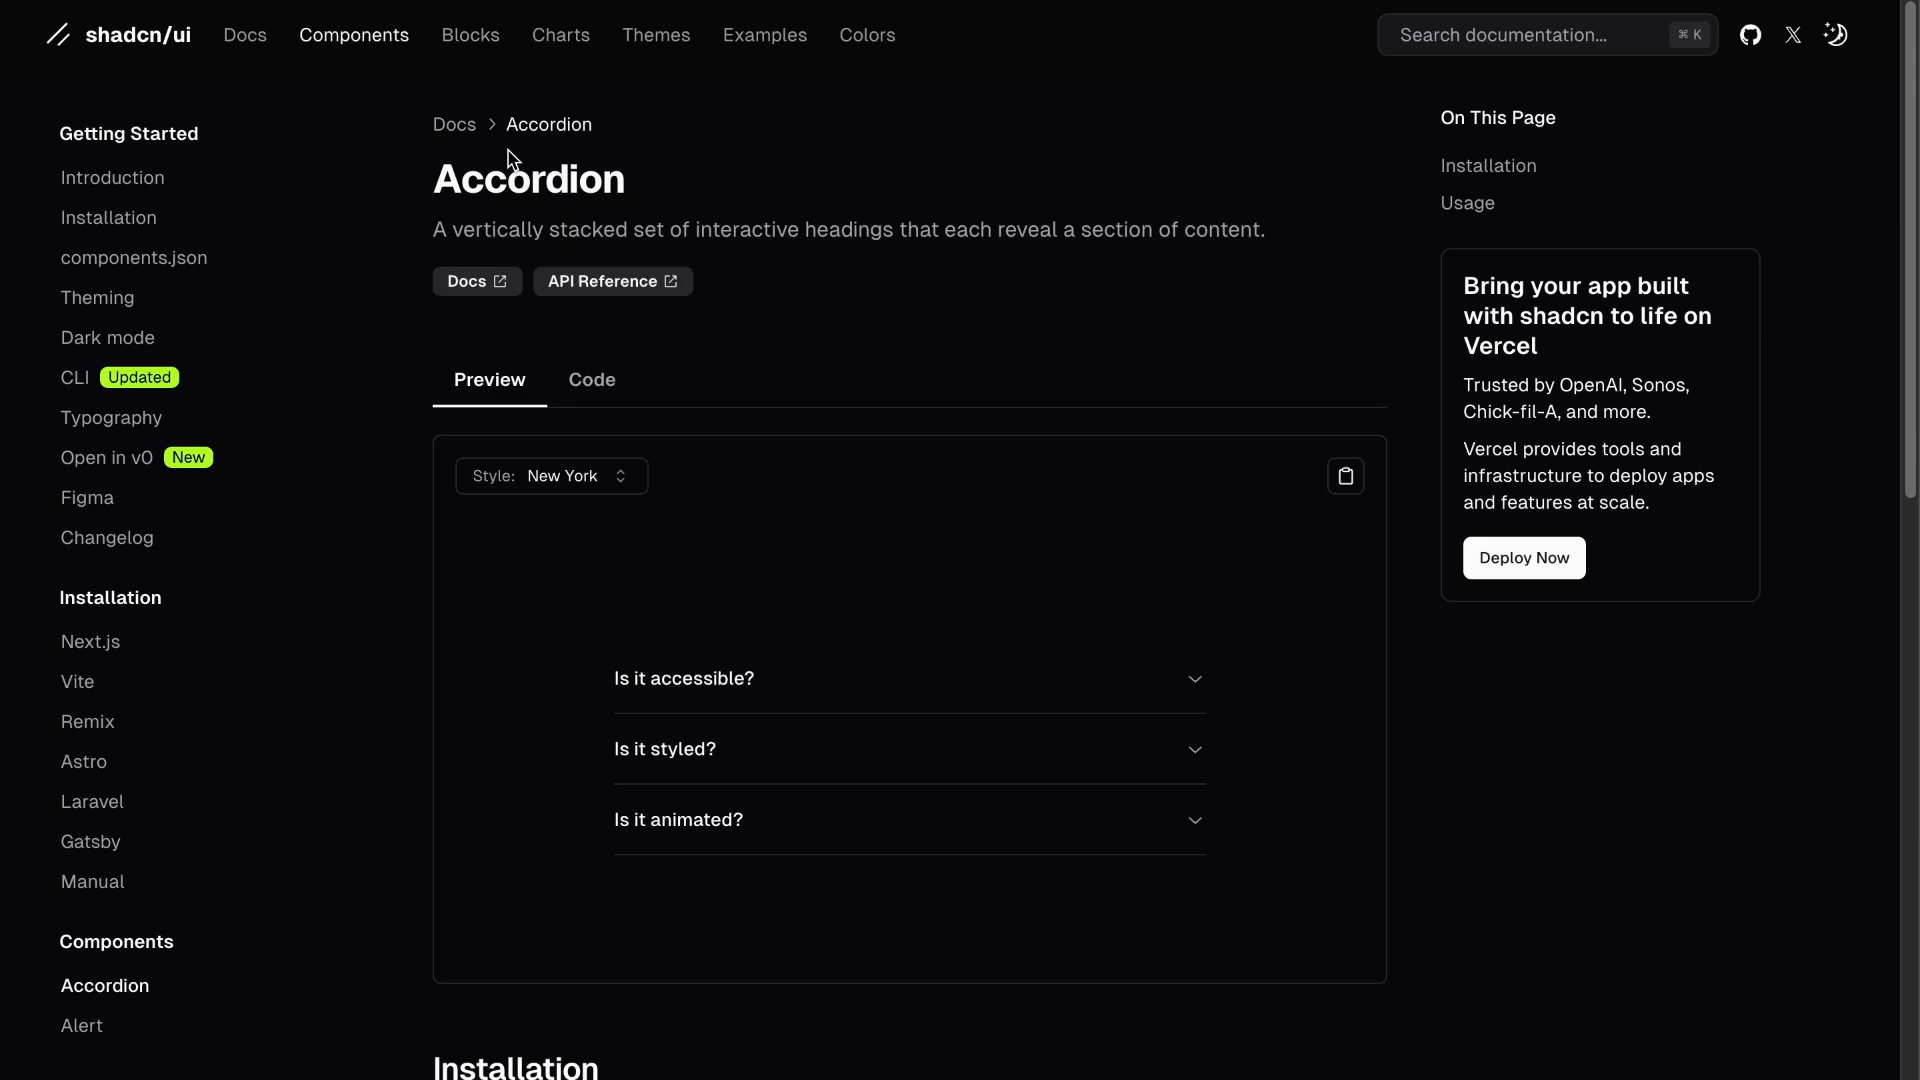 shadcn/ui
Docs
Components
Blocks
Charts
Themes
Examples
Colors
Search documentation...
⌘ K
Getting Started
Introduction
Installation
components.json
Theming
Dark mode
CLI Updated
Typography
Open in v0 New
Figma
Changelog
Installation
Next.js
Vite
Remix
Astro
Laravel
Gatsby
Manual
Components
Accordion
Alert
Docs > Accordion
Accordion
A vertically stacked set of interactive headings that each reveal a section of content.
Docs
API Reference
Preview
Code
Style: New York
Is it accessible?
Is it styled?
Is it animated?
Installation
On This Page
Installation
Usage
Bring your app built
with shadcn to life on
Vercel
Trusted by OpenAI, Sonos,
Chick-fil-A, and more.
Vercel provides tools and
infrastructure to deploy apps
and features at scale.
Deploy Now